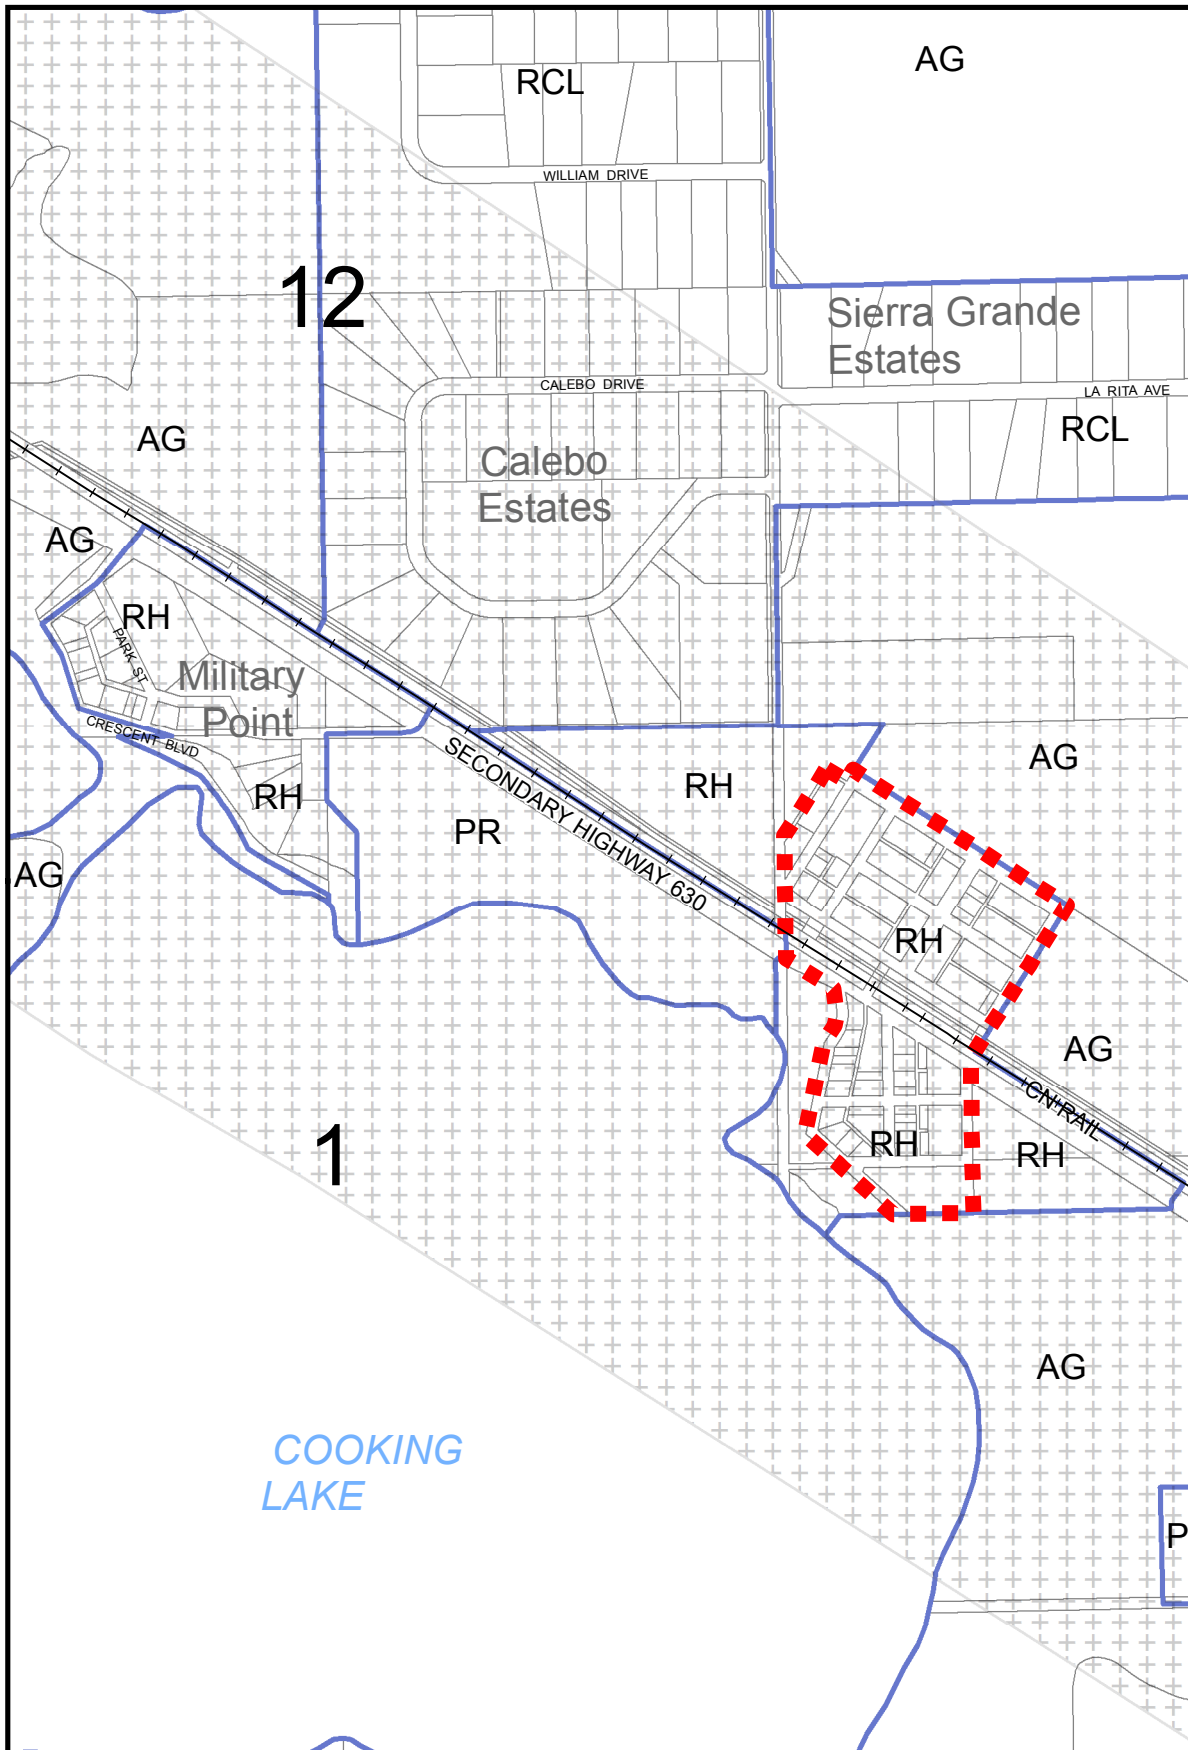 AG
RCL
WILLIAM DRIVE
12
Sierra Grande
Estates
CALEBO DRIVE
LA RITA AVE
RCL
AG
Calebo
Estates
AG
RH
PARK ST
Military
Point
CRESCENT BLVD
RH
SECONDARY HIGHWAY 630
RH
AG
PR
AG
RH
AG
CN RAIL
1
RH
RH
AG
COOKING
LAKE
P